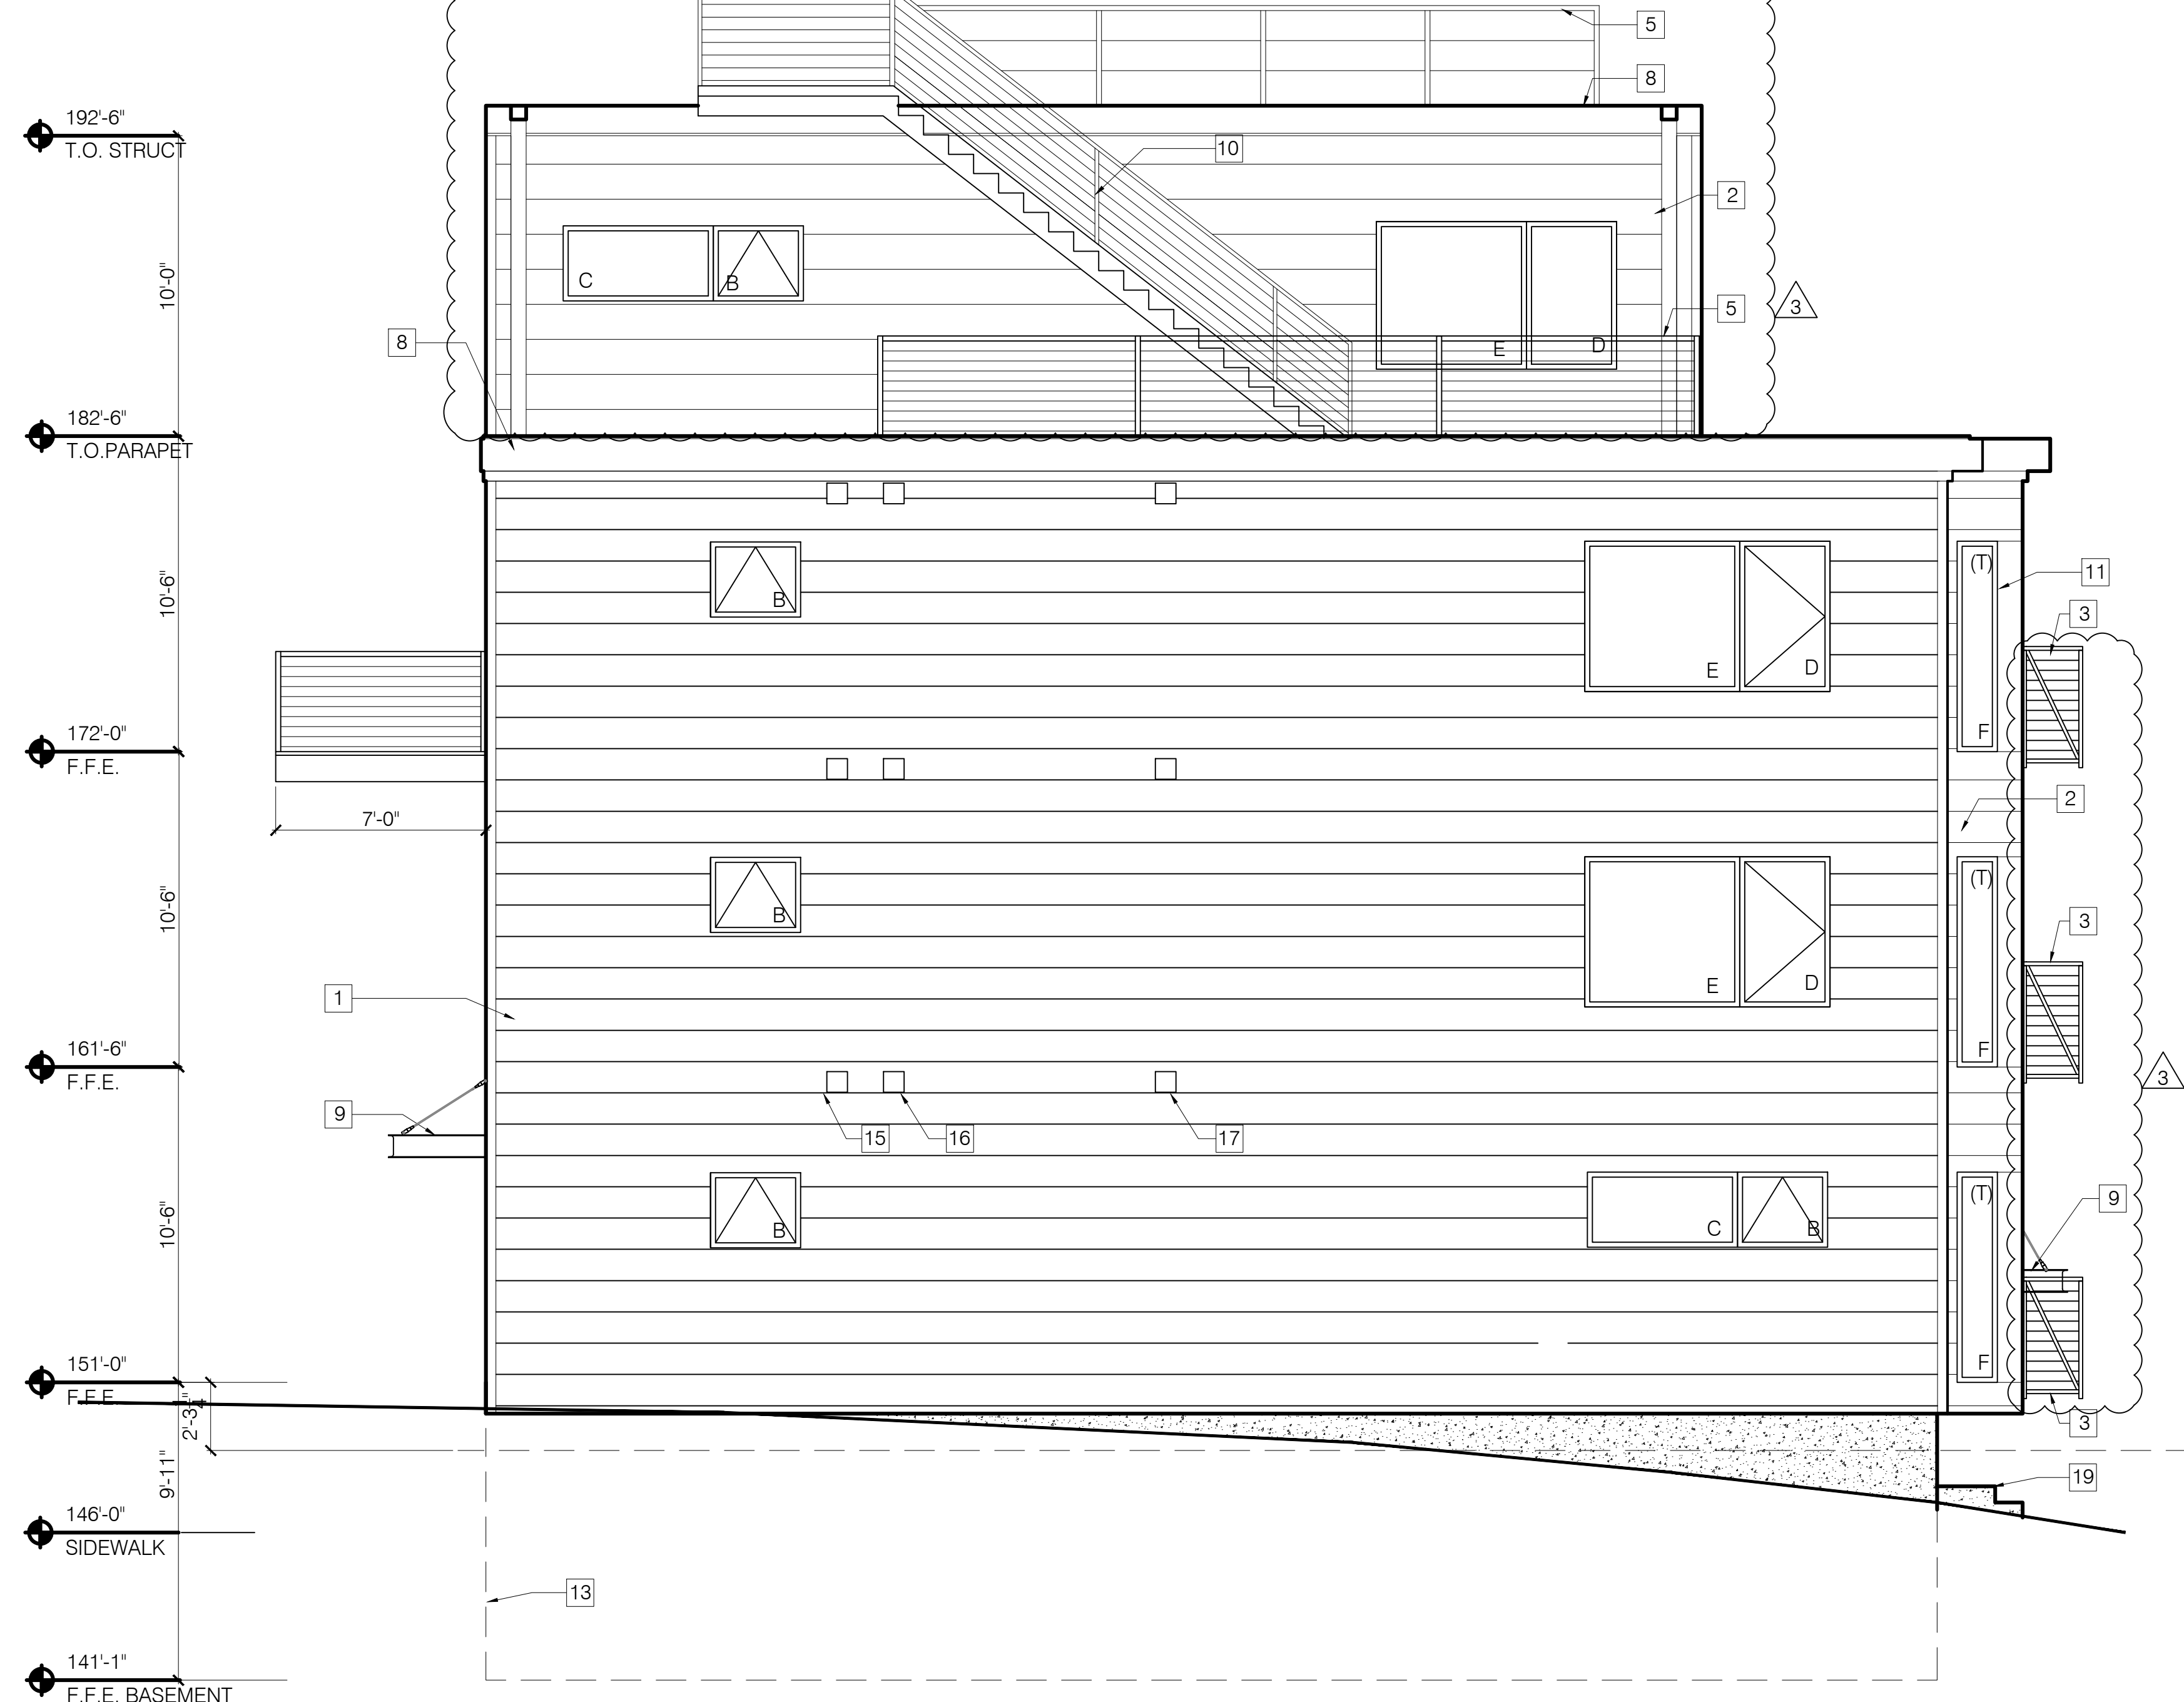 5
8
192'-6"
T.O. STRUCT
10
2
10'-0"
C
B
5
3
8
E
D
182'-6"
T.O.PARAPET
(T)
11
10'-6"
B
3
E
D
F
172'-0"
F.F.E.
2
7'-0"
(T)
10'-6"
B
3
E
D
1
161'-6"
F.F.E.
F
3
9
15
16
17
(T)
9
10'-6"
B
C
B
151'-0"
F.F.E.
F
3
9'-11"
19
146'-0"
SIDEWALK
13
141'-1"
F.F.E. BASEMENT